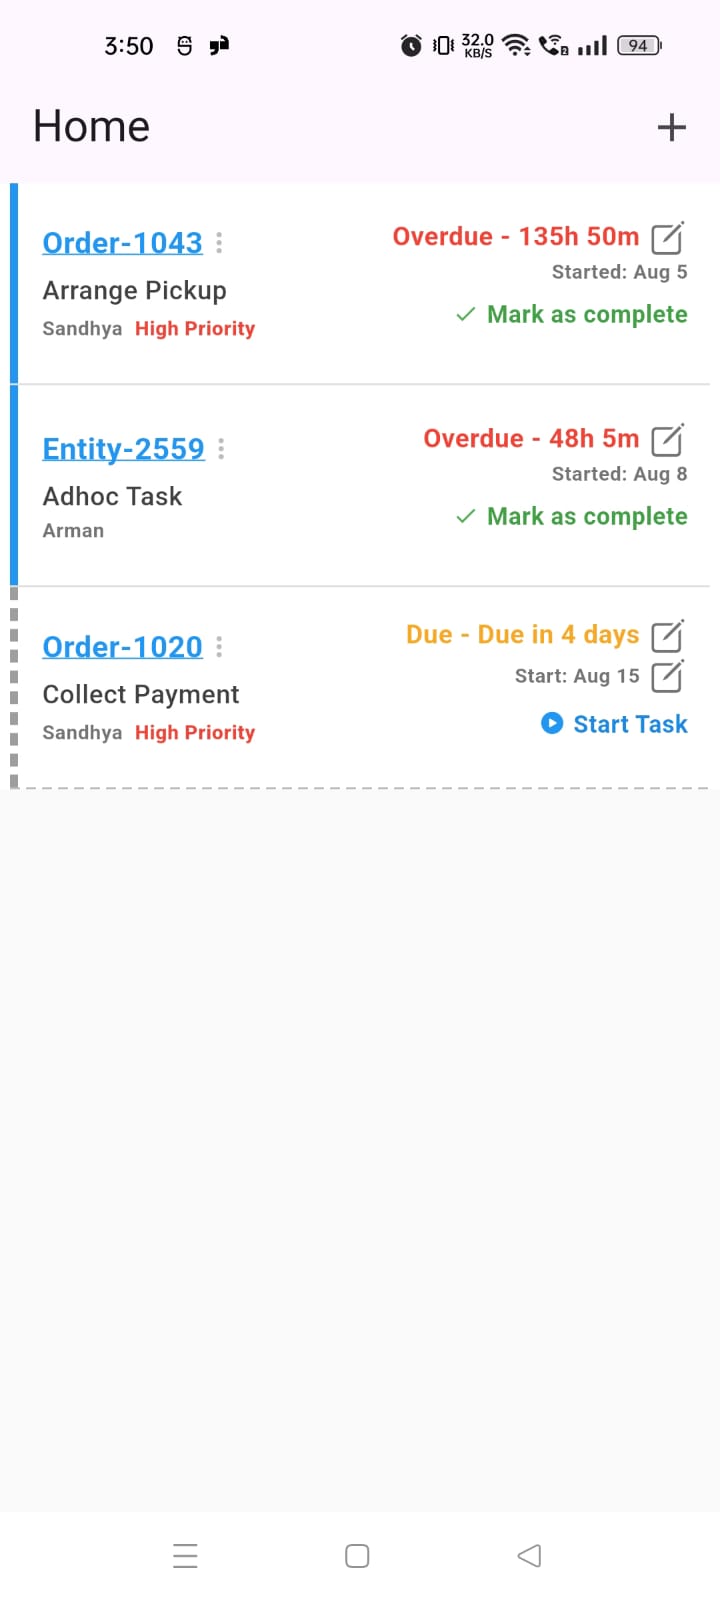 3:50
32.0
KB/S
2
94
Home
Order-1043
Overdue - 135h 50m
Started: Aug 5
Arrange Pickup
Mark as complete
Sandhya High Priority
Entity-2559
Overdue - 48h 5m
Started: Aug 8
Adhoc Task
Mark as complete
Arman
Order-1020
Due - Due in 4 days
Start: Aug 15
Collect Payment
Start Task
Sandhya High Priority